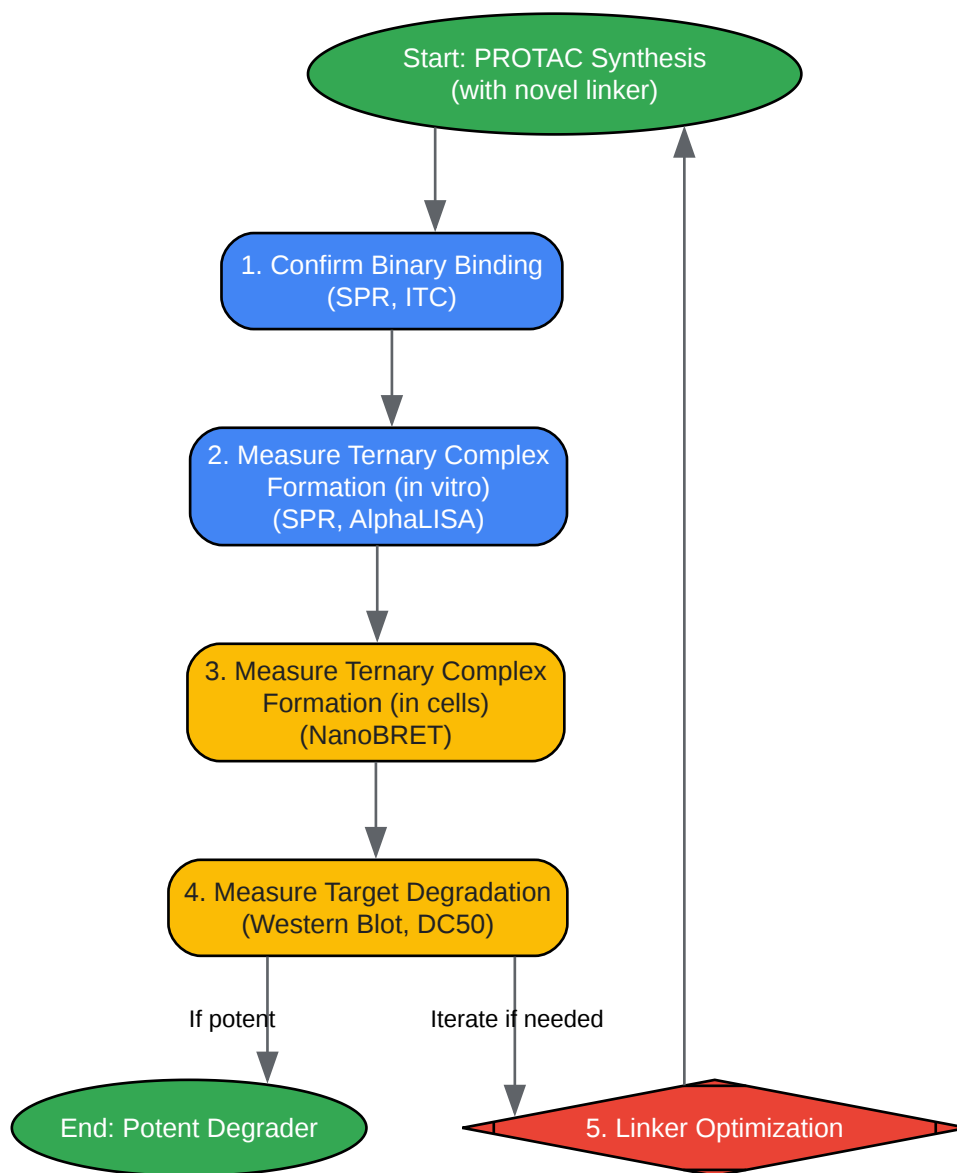 Start: PROTAC Synthesis
(with novel linker)
1. Confirm Binary Binding
(SPR, ITC)
2. Measure Ternary Complex
Formation (in vitro)
(SPR, AlphaLISA)
3. Measure Ternary Complex
Formation (in cells)
(NanoBRET)
4. Measure Target Degradation
(Western Blot, DC50)
If potent
Iterate if needed
End: Potent Degrader
5. Linker Optimization